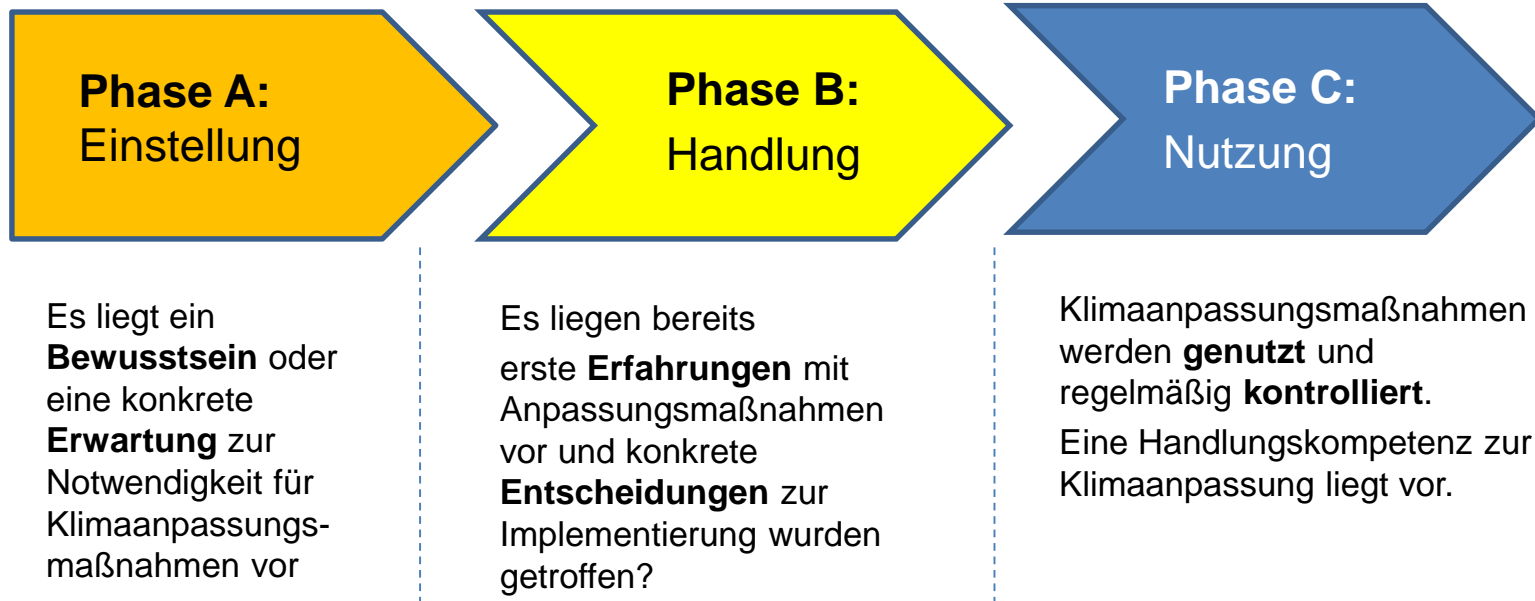 Phase A:
Einstellung
Phase B:
Handlung
Phase C:
Nutzung
Es liegt ein
Bewusstsein oder
eine konkrete
Erwartung zur
Notwendigkeit für
Klimaanpassungs-
maßnahmen vor
Es liegen bereits
erste Erfahrungen mit
Anpassungsmaßnahmen
vor und konkrete
Entscheidungen zur
Implementierung wurden
getroffen?
Klimaanpassungsmaßnahmen
werden genutzt und
regelmäßig kontrolliert.
Eine Handlungskompetenz zur
Klimaanpassung liegt vor.